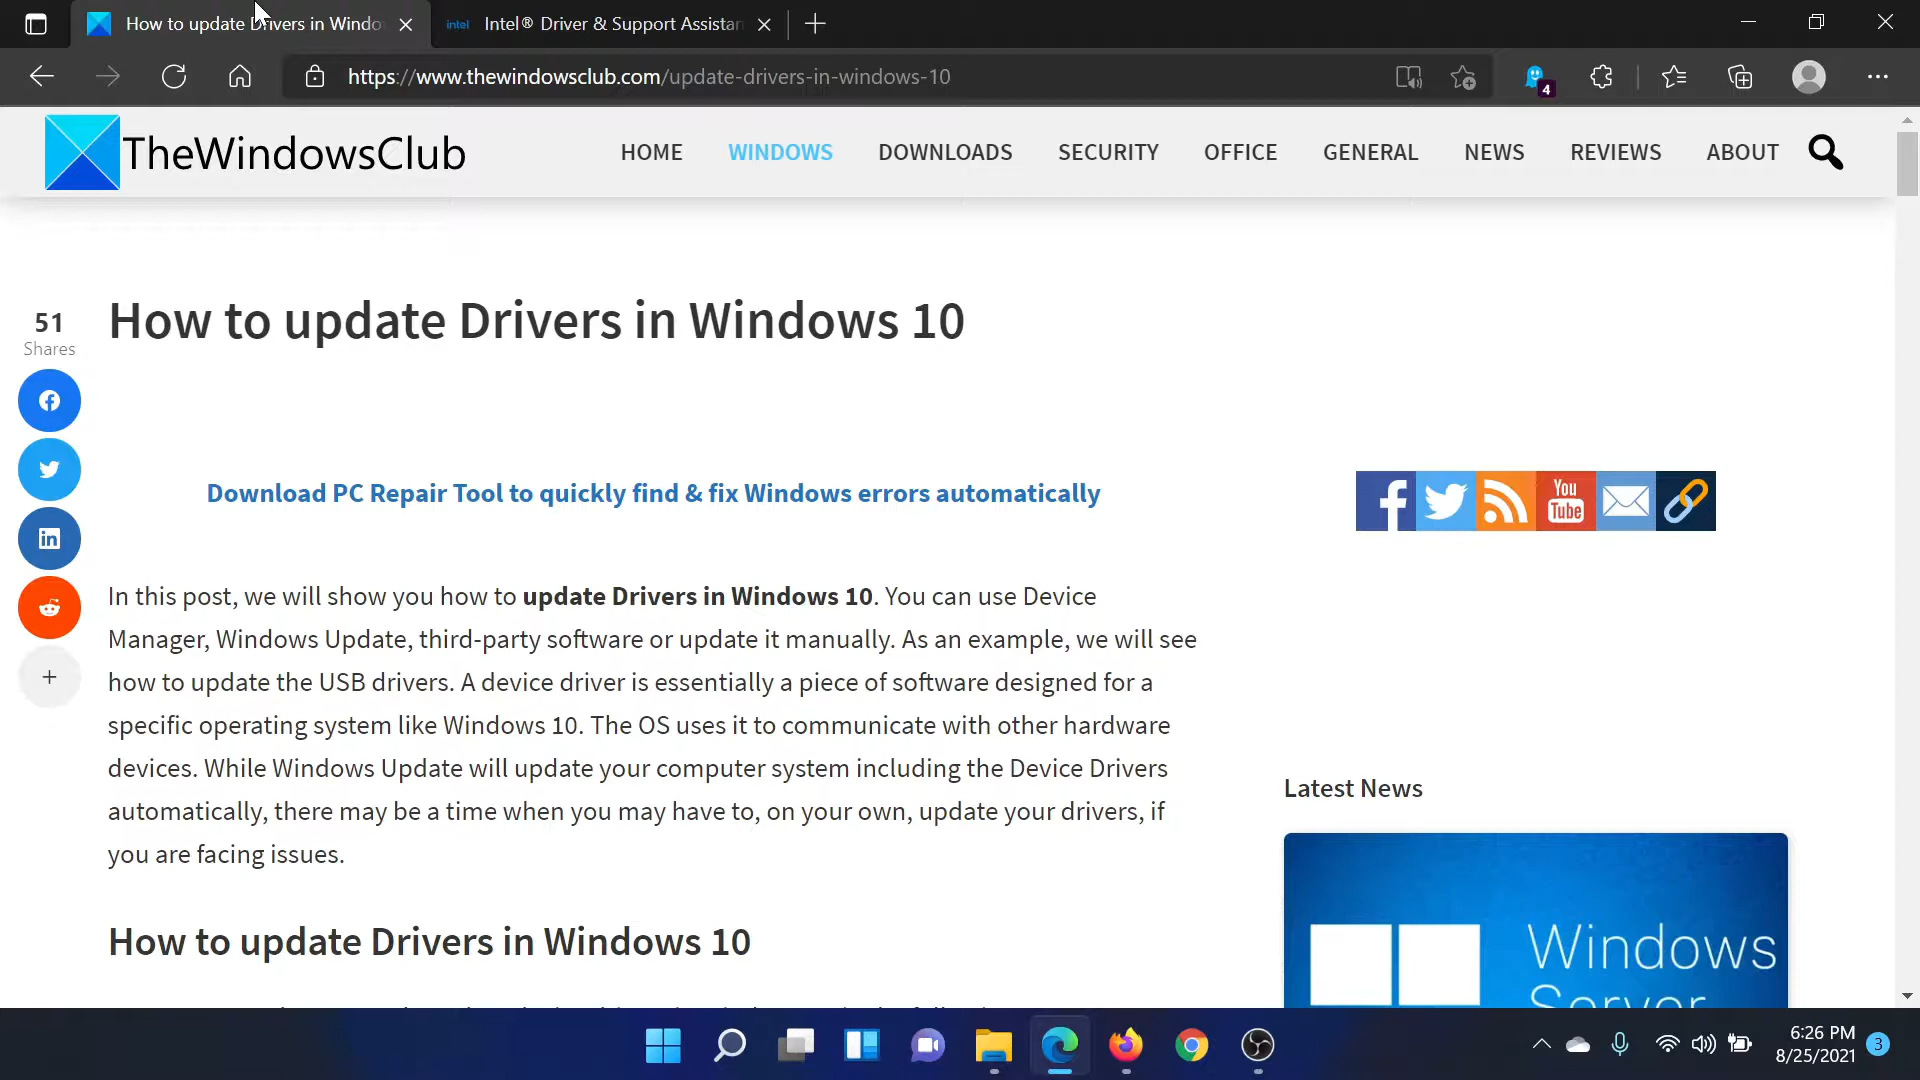 How to update Drivers in Windo
intel Intel® Driver & Support Assistan
https://www.thewindowsclub.com/update-drivers-in-windows-10
4
TheWindowsClub
HOME WINDOWS DOWNLOADS SECURITY OFFICE GENERAL NEWS REVIEWS ABOUT
51
Shares
How to update Drivers in Windows 10
Download PC Repair Tool to quickly find & fix Windows errors automatically
You
Tube
In this post, we will show you how to update Drivers in Windows 10. You can use Device
Manager, Windows Update, third-party software or update it manually. As an example, we will see
how to update the USB drivers. A device driver is essentially a piece of software designed for a
specific operating system like Windows 10. The OS uses it to communicate with other hardware
devices. While Windows Update will update your computer system including the Device Drivers
automatically, there may be a time when you may have to, on your own, update your drivers, if
you are facing issues.
How to update Drivers in Windows 10
Latest News
Windows
Server
6:26 PM
8/25/2021
3